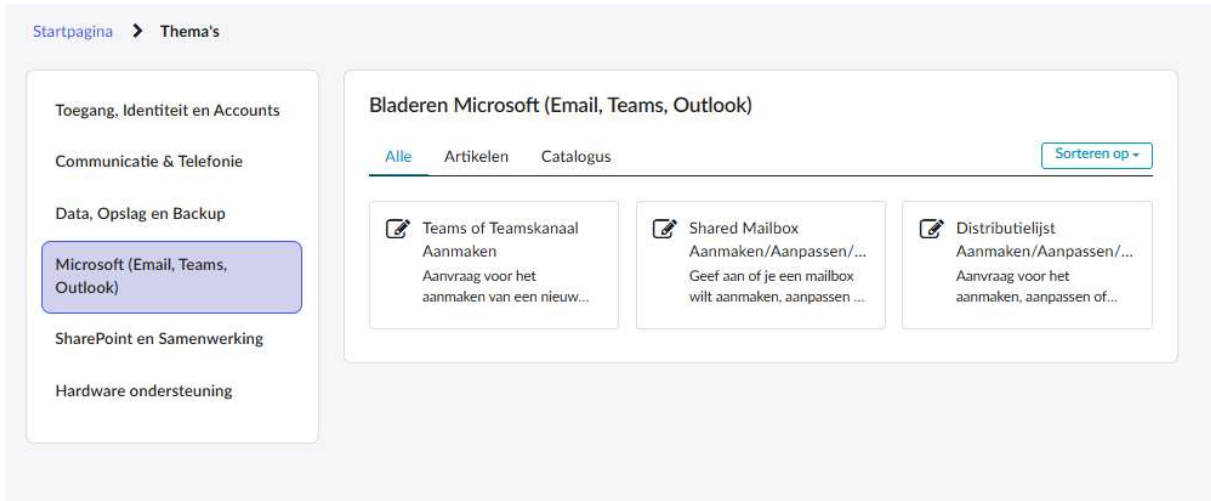 Startpagina > Thema's
Toegang, Identiteit en Accounts
Communicatie & Telefonie
Data, Opslag en Backup
Microsoft (Email, Teams,
Outlook)
SharePoint en Samenwerking
Hardware ondersteuning
Bladeren Microsoft (Email, Teams, Outlook)
Alle Artikelen Catalogus
Sorteren op
Teams of Teamskanaal
Aanmaken
Aanvraag voor het
aanmaken van een nieuw...
Shared Mailbox
Aanmaken/Aanpassen/...
Geef aan of je een mailbox
wilt aanmaken, aanpassen ...
Distributielijst
Aanmaken/Aanpassen/...
Aanvraag voor het
aanmaken, aanpassen of...